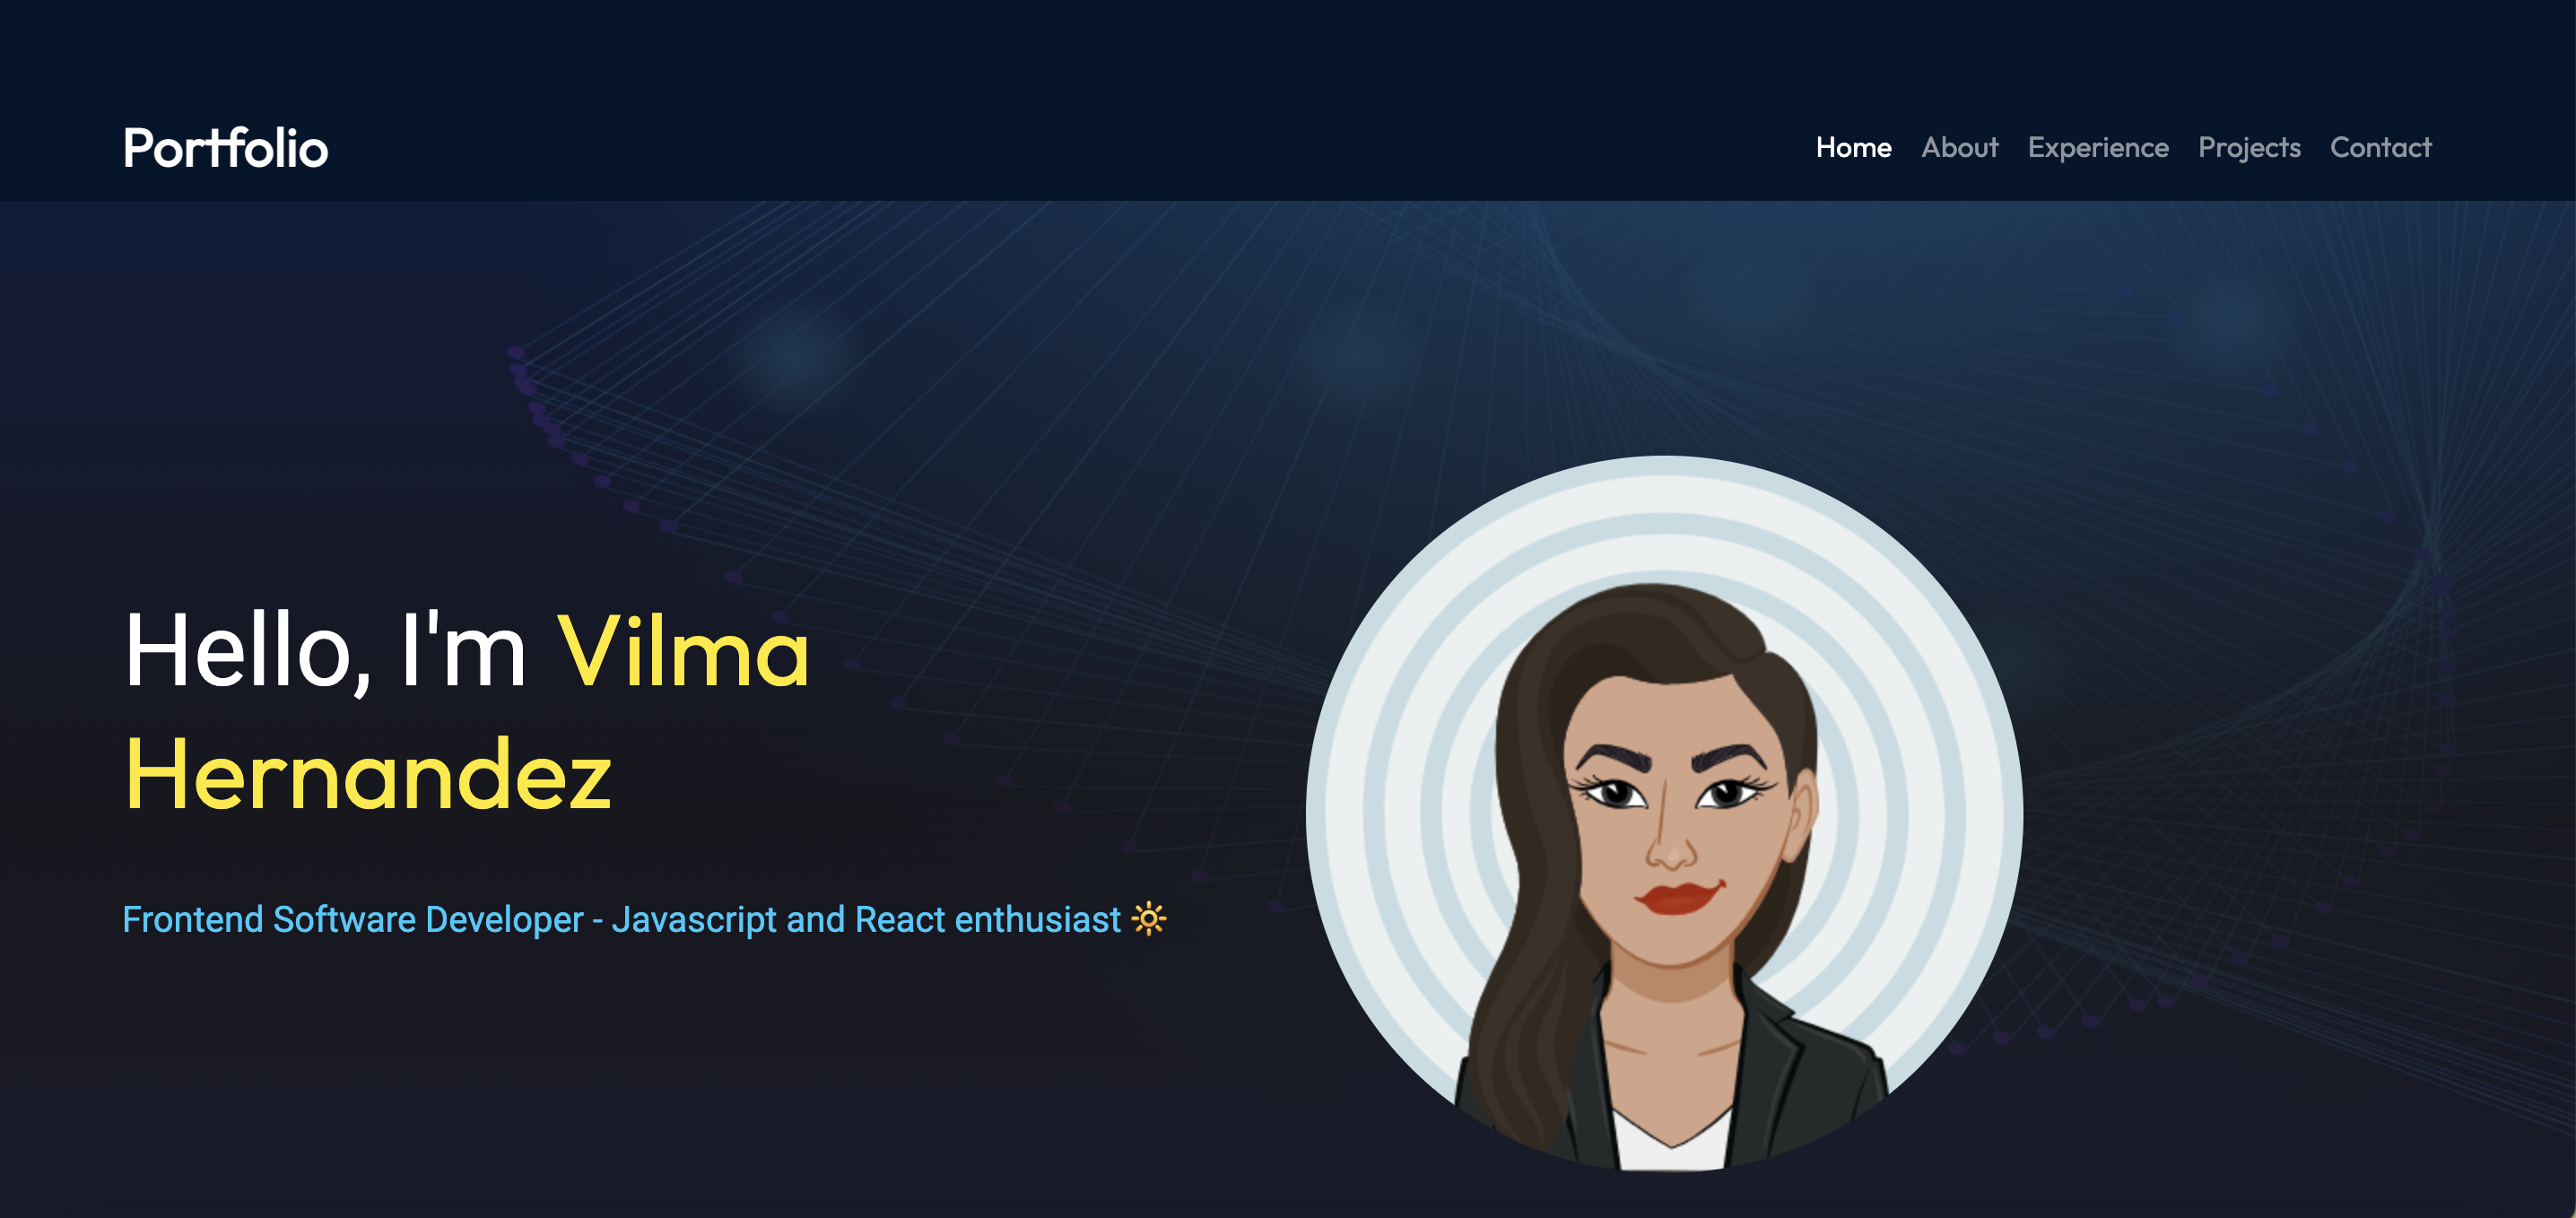 Portfolio
Home About Experience Projects Contact
Hello, I'm Vilma
Hernandez
Frontend Software Developer - Javascript and React enthusiast 🔆